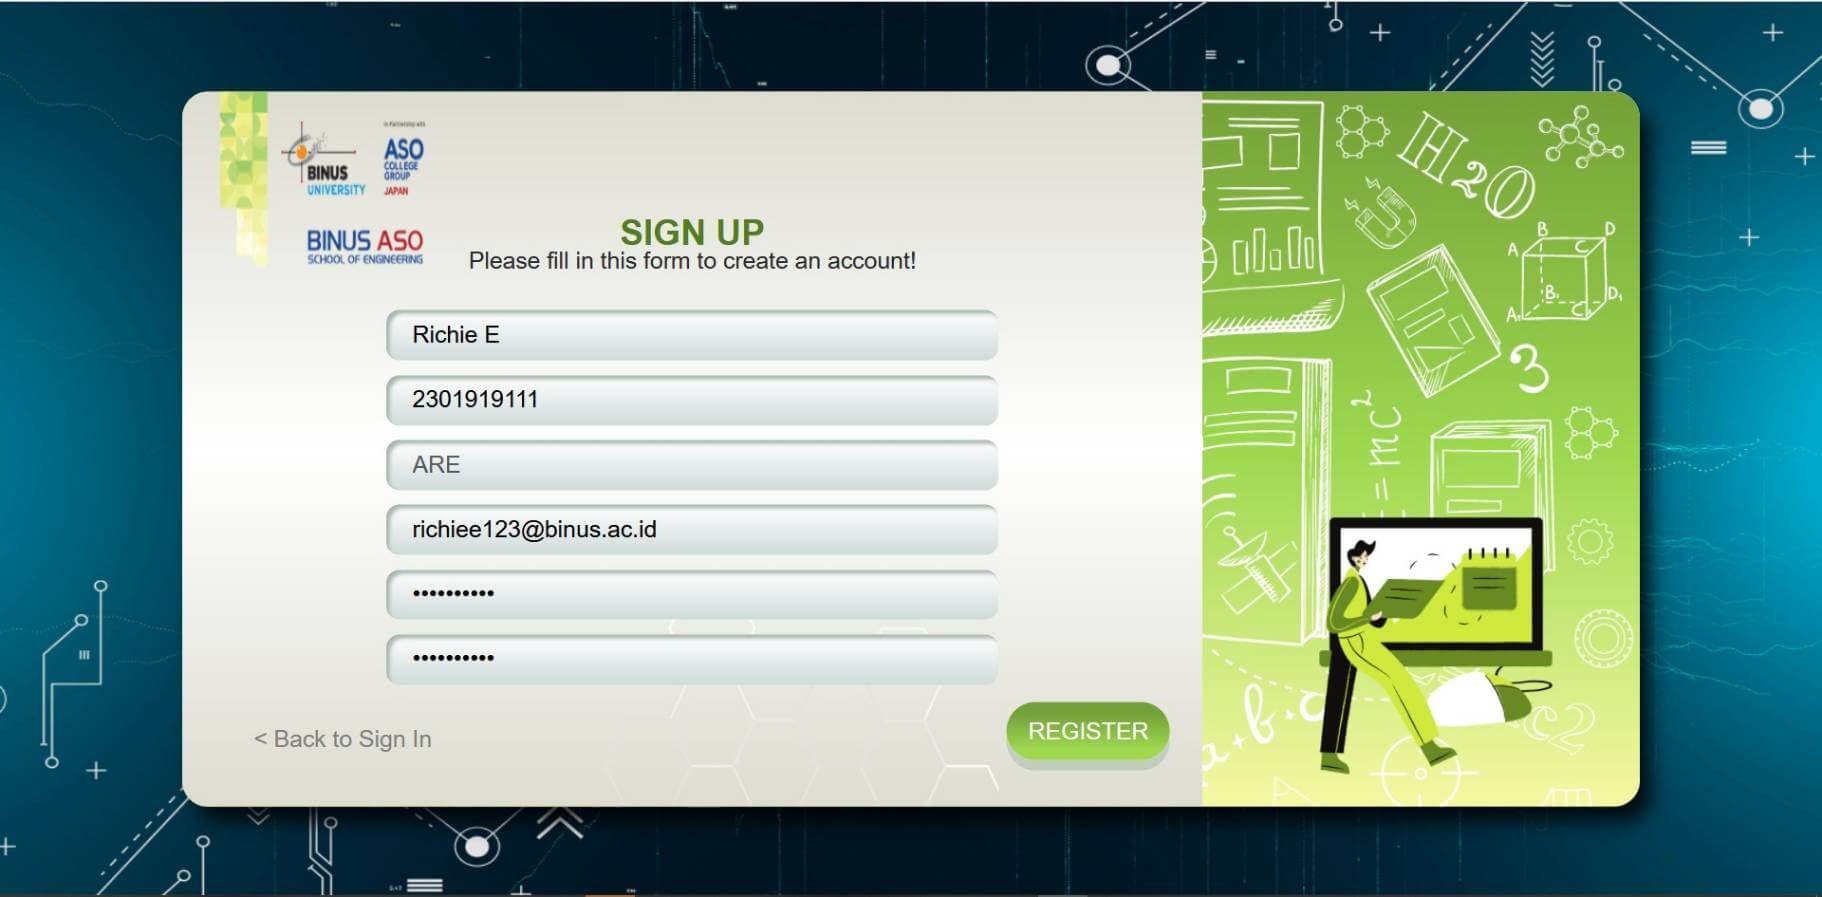 In Partnership with
BINUS
UNIVERSITY
ASO
COLLEGE
GROUP
JAPAN
BINUS ASO
SCHOOL OF ENGINEERING
SIGN UP
Please fill in this form to create an account!
Richie E
2301919111
ARE
richiee123@binus.ac.id
••••••••••
••••••••••
< Back to Sign In
REGISTER
H2O
B D
A C
B₁ D₁
A₁ C
3
= mc²
a + b · c
c2